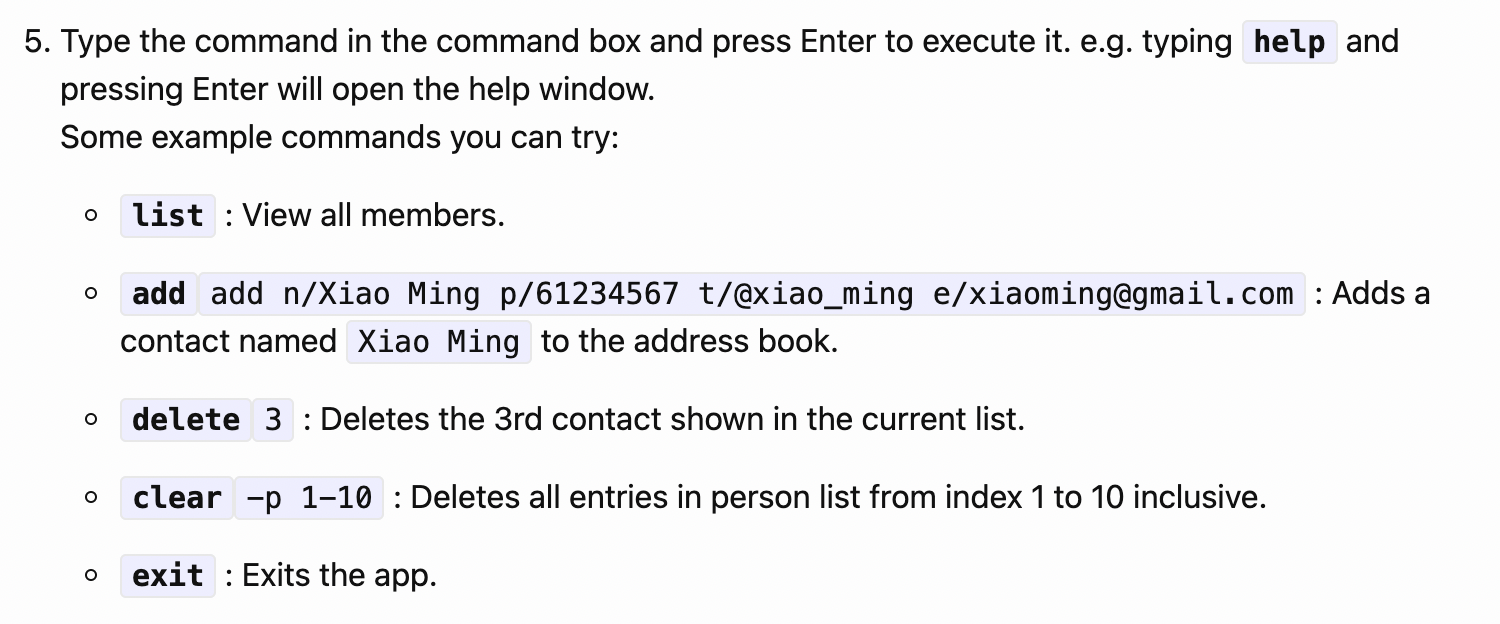 5. Type the command in the command box and press Enter to execute it. e.g. typing help and
pressing Enter will open the help window.
Some example commands you can try:
list : View all members.
add add n/Xiao Ming p/61234567 t/@xiao_ming e/xiaoming@gmail.com : Adds a
contact named Xiao Ming to the address book.
delete 3 : Deletes the 3rd contact shown in the current list.
clear -p 1-10 : Deletes all entries in person list from index 1 to 10 inclusive.
exit : Exits the app.